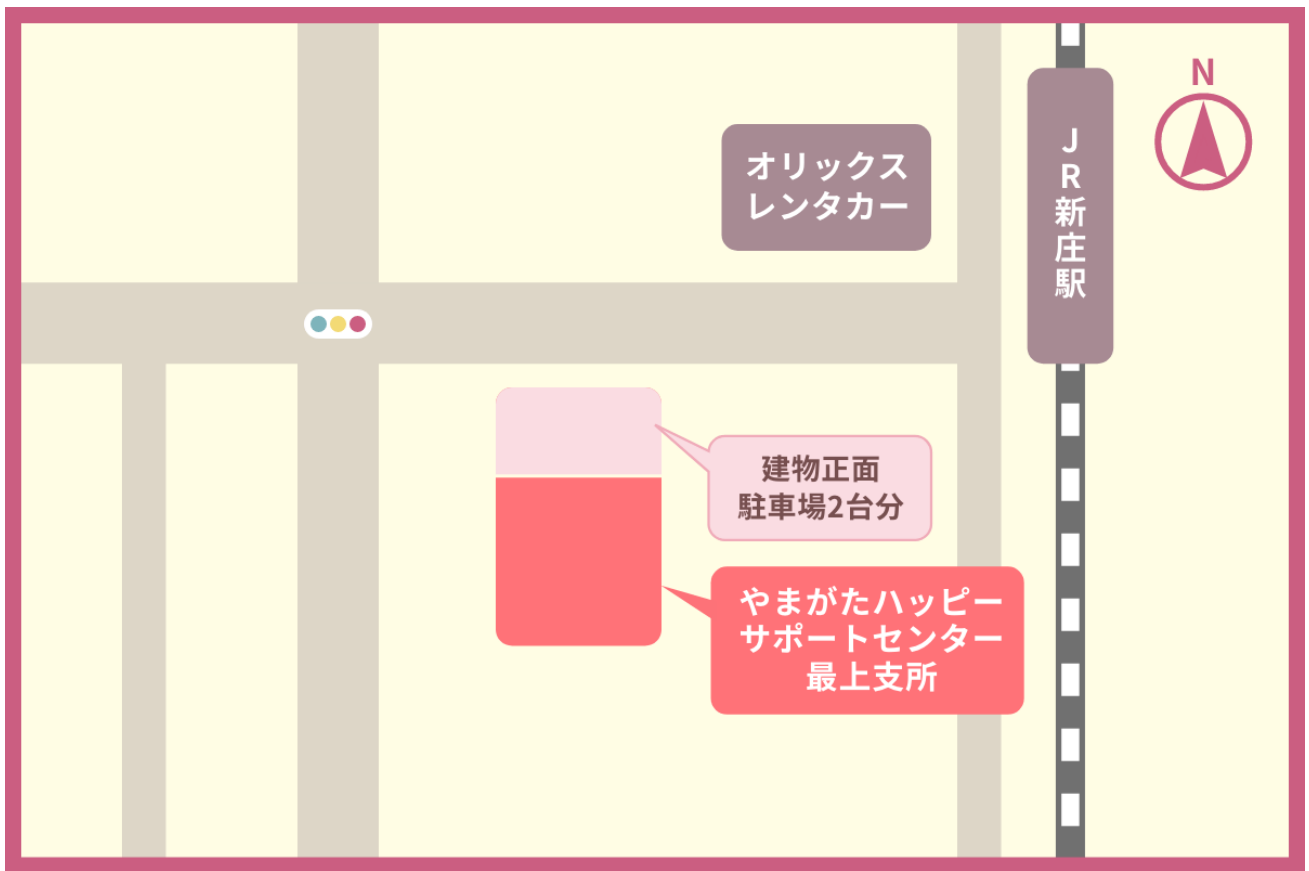 N
オリックス
レンタカー
JR新庄駅
建物正面
駐車場2台分
やまがたハッピー
サポートセンター
最上支所